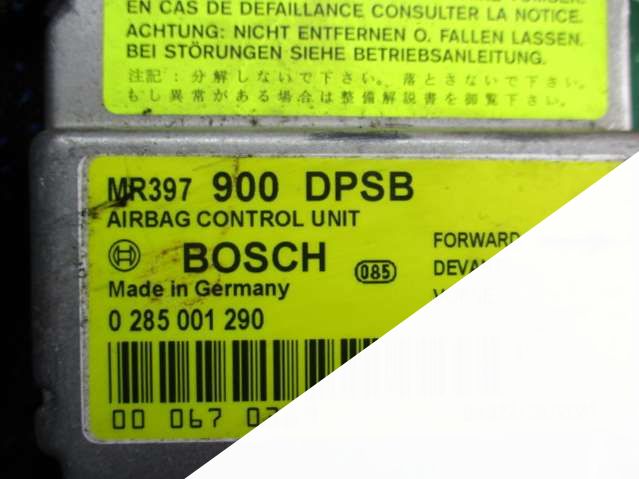 EN CAS DE DEFAILLANCE CONSULTER LA NOTICE.
ACHTUNG: NICHT ENTFERNEN O. FALLEN LASSEN.
BEI STÖRUNGEN SIEHE BETRIEBSANLEITUNG.
注記：分解しないで下さい。落とさないで下さい。
もし異常がある場合は整備解説書を御覧下さい。
MR397 900 DPSB
AIRBAG CONTROL UNIT
BOSCH
085
FORWARD
Made in Germany
0 285 001 290
00 067